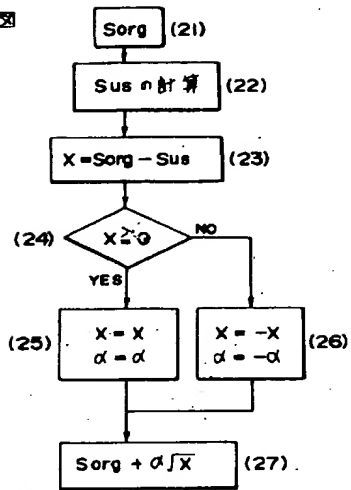 図
Sorg (21)
Susの計算 (22)
X=Sorg-Sus (23)
(24) X≧0 NO
YES
(25) X = X
α = α
X = -X (26)
α = -α
Sorg + α√X (27)